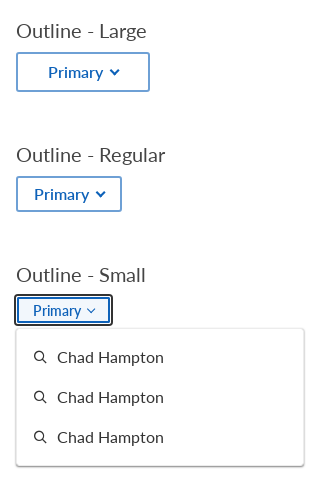 Outline - Large
Primary
Outline - Regular
Primary
Outline - Small
Primary
Chad Hampton
Chad Hampton
Chad Hampton